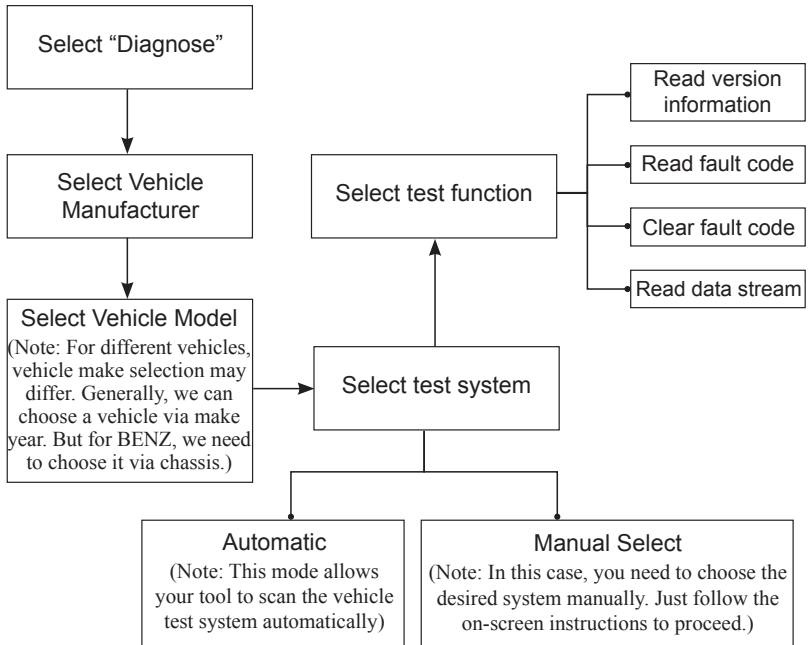 Select “Diagnose”
Select Vehicle
Manufacturer
Select Vehicle Model
(Note: For different vehicles,
vehicle make selection may
differ. Generally, we can
choose a vehicle via make
year. But for BENZ, we need
to choose it via chassis.)
Select test system
Automatic
(Note: This mode allows
your tool to scan the vehicle
test system automatically)
Manual Select
(Note: In this case, you need to choose the
desired system manually. Just follow the
on-screen instructions to proceed.)
Select test function
Read version
information
Read fault code
Clear fault code
Read data stream